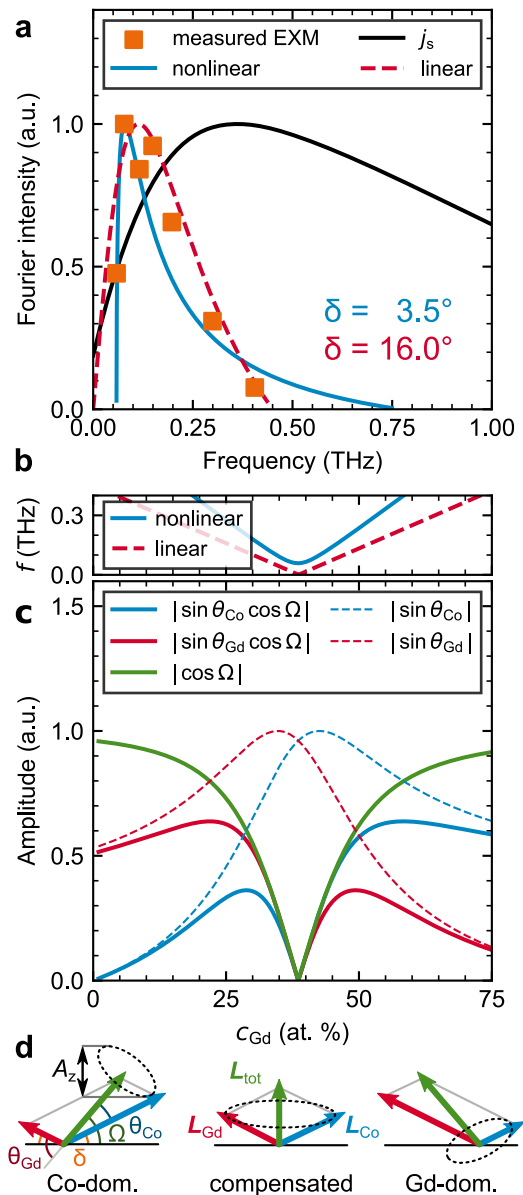 a
measured EXM
j_s
nonlinear
linear
Fourier intensity (a.u.)
1.0
0.5
0.0
δ = 3.5°
δ = 16.0°
0.00 0.25 0.50 0.75 1.00
Frequency (THz)
b
f (THz)
0.0
nonlinear
linear
c
1.5
1.0
0.5
0.0
Amplitude (a.u.)
|sin θ_Co cos Ω|
|sin θ_Co|
|sin θ_Gd cos Ω|
|sin θ_Gd|
|cos Ω|
0 25 50 75
c_Gd (at. %)
d
A_z
θ_Gd
δ
Ω
θ_Co
L_tot
L_Gd
L_Co
Co-dom. compensated Gd-dom.